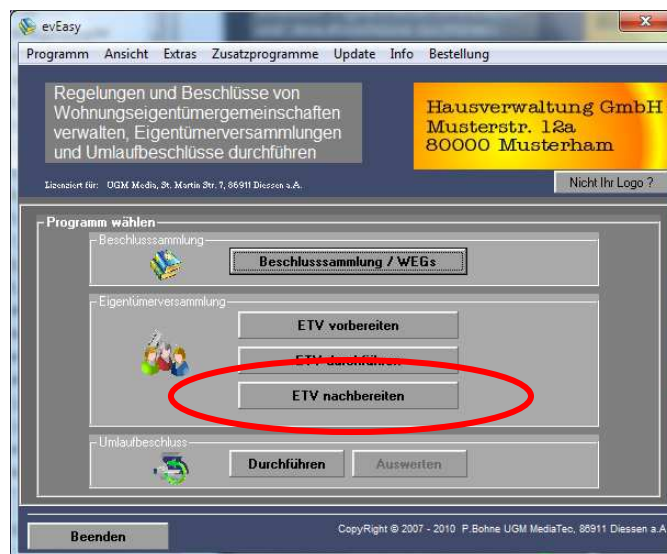 evEasy
Programm Ansicht Extras Zusatzprogramme Update Info Bestellung
Regelungen und Beschlüsse von
Wohnungseigentümergemeinschaften
verwalten, Eigentümerversammlungen
und Umlaufbeschlüsse durchführen
Hausverwaltung GmbH
Musterstr. 12a
80000 Musterham
Lizenziert für: UGM Media, St. Martin Str. 7, 86911 Diessen a.A.
Nicht Ihr Logo ?
Programm wählen
Beschlusssammlung
Beschlusssammlung / WEGs
Eigentümerversammlung
ETV vorbereiten
ETV durchführen
ETV nachbereiten
Umlaufbeschluss
Durchführen Auswerten
Beenden
CopyRight © 2007 - 2010 P.Bohne UGM MediaTec, 86911 Diessen a.A